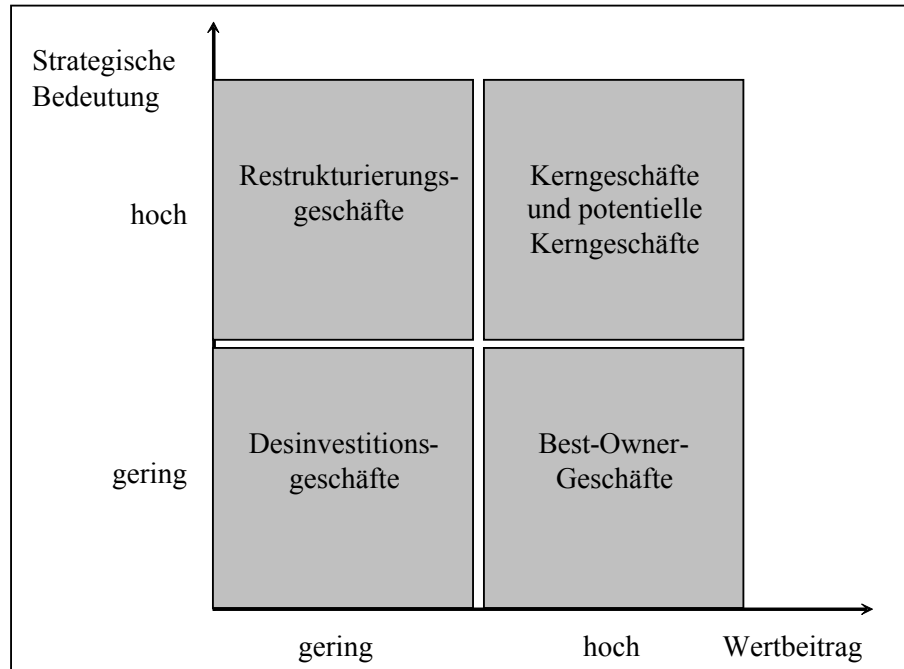 Strategische
Bedeutung
Restrukturierungs-
geschäfte
Kerngeschäfte
und potentielle
Kerngeschäfte
hoch
Desinvestitions-
geschäfte
Best-Owner-
Geschäfte
gering
gering
hoch
Wertbeitrag